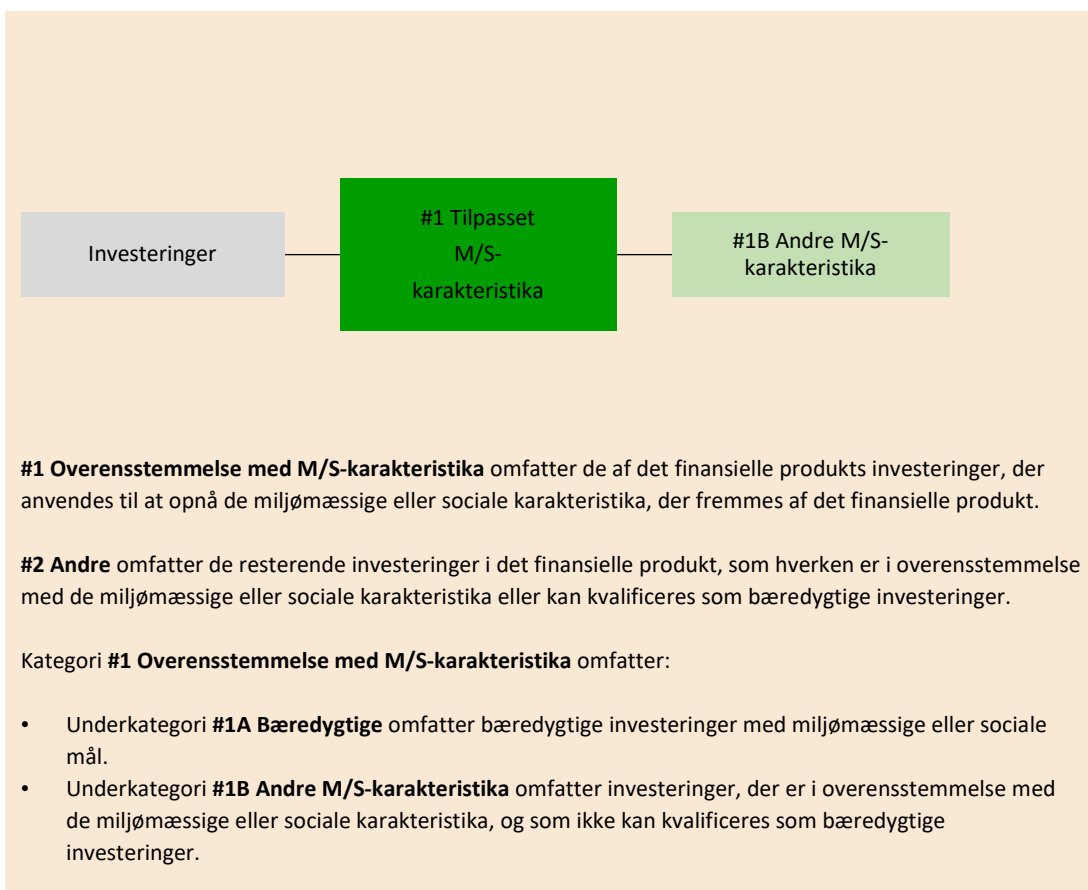 Investeringer
#1 Tilpasset
M/S-
karakteristika
#1B Andre M/S-
karakteristika
#1 Overensstemmelse med M/S-karakteristika omfatter de af det finansielle produkts investeringer, der
anvendes til at opnå de miljømæssige eller sociale karakteristika, der fremmes af det finansielle produkt.
#2 Andre omfatter de resterende investeringer i det finansielle produkt, som hverken er i overensstemmelse
med de miljømæssige eller sociale karakteristika eller kan kvalificeres som bæredygtige investeringer.
Kategori #1 Overensstemmelse med M/S-karakteristika omfatter:
• Underkategori #1A Bæredygtige omfatter bæredygtige investeringer med miljømæssige eller sociale
mål.
• Underkategori #1B Andre M/S-karakteristika omfatter investeringer, der er i overensstemmelse med
de miljømæssige eller sociale karakteristika, og som ikke kan kvalificeres som bæredygtige
investeringer.